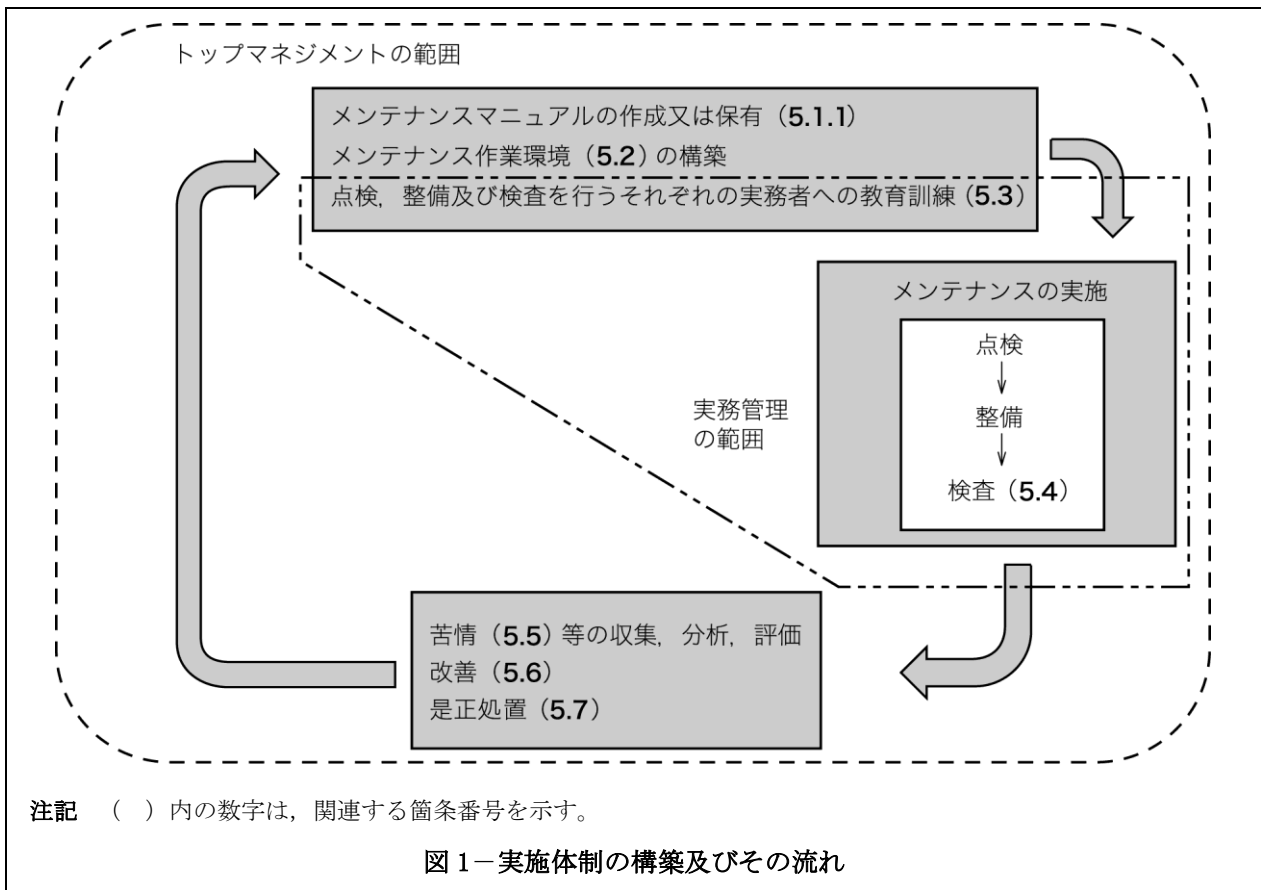 トップマネジメントの範囲
メンテナンスマニュアルの作成又は保有(5.1.1)
メンテナンス作業環境(5.2)の構築
点検,整備及び検査を行うそれぞれの実務者への教育訓練(5.3)
メンテナンスの実施
点検
整備
検査(5.4)
実務管理
の範囲
苦情(5.5)等の収集,分析,評価
改善(5.6)
是正処置(5.7)
注記 ( )内の数字は,関連する箇条番号を示す。
図 1-実施体制の構築及びその流れ